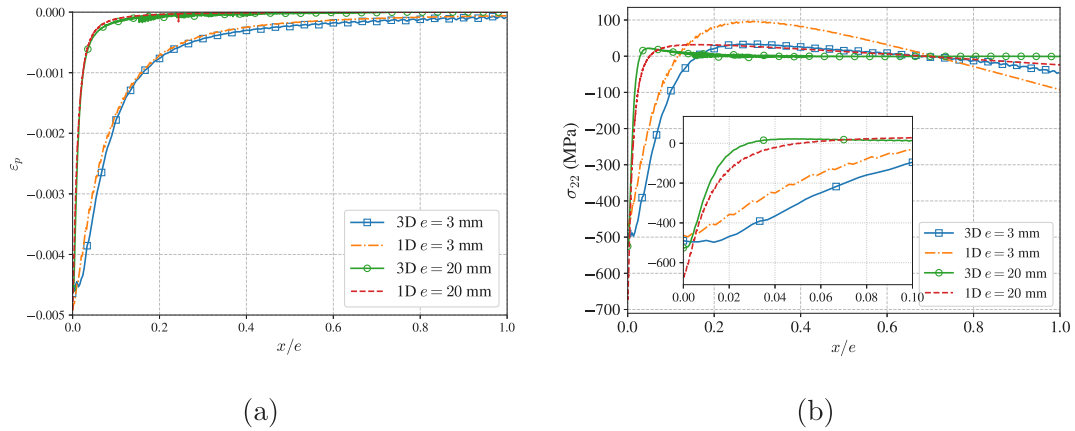 0.000
−0.001
−0.002
−0.003
−0.004
−0.005
ε_p
0.0
0.2
0.4
0.6
0.8
1.0
x/e
3D e = 3 mm
1D e = 3 mm
3D e = 20 mm
1D e = 20 mm
(a)
100
0
−100
−200
−300
−400
−500
−600
−700
σ₂₂ (MPa)
0.0
0.2
0.4
0.6
0.8
1.0
x/e
0
−200
−400
−600
0.00
0.02
0.04
0.06
0.08
0.10
3D e = 3 mm
1D e = 3 mm
3D e = 20 mm
1D e = 20 mm
(b)